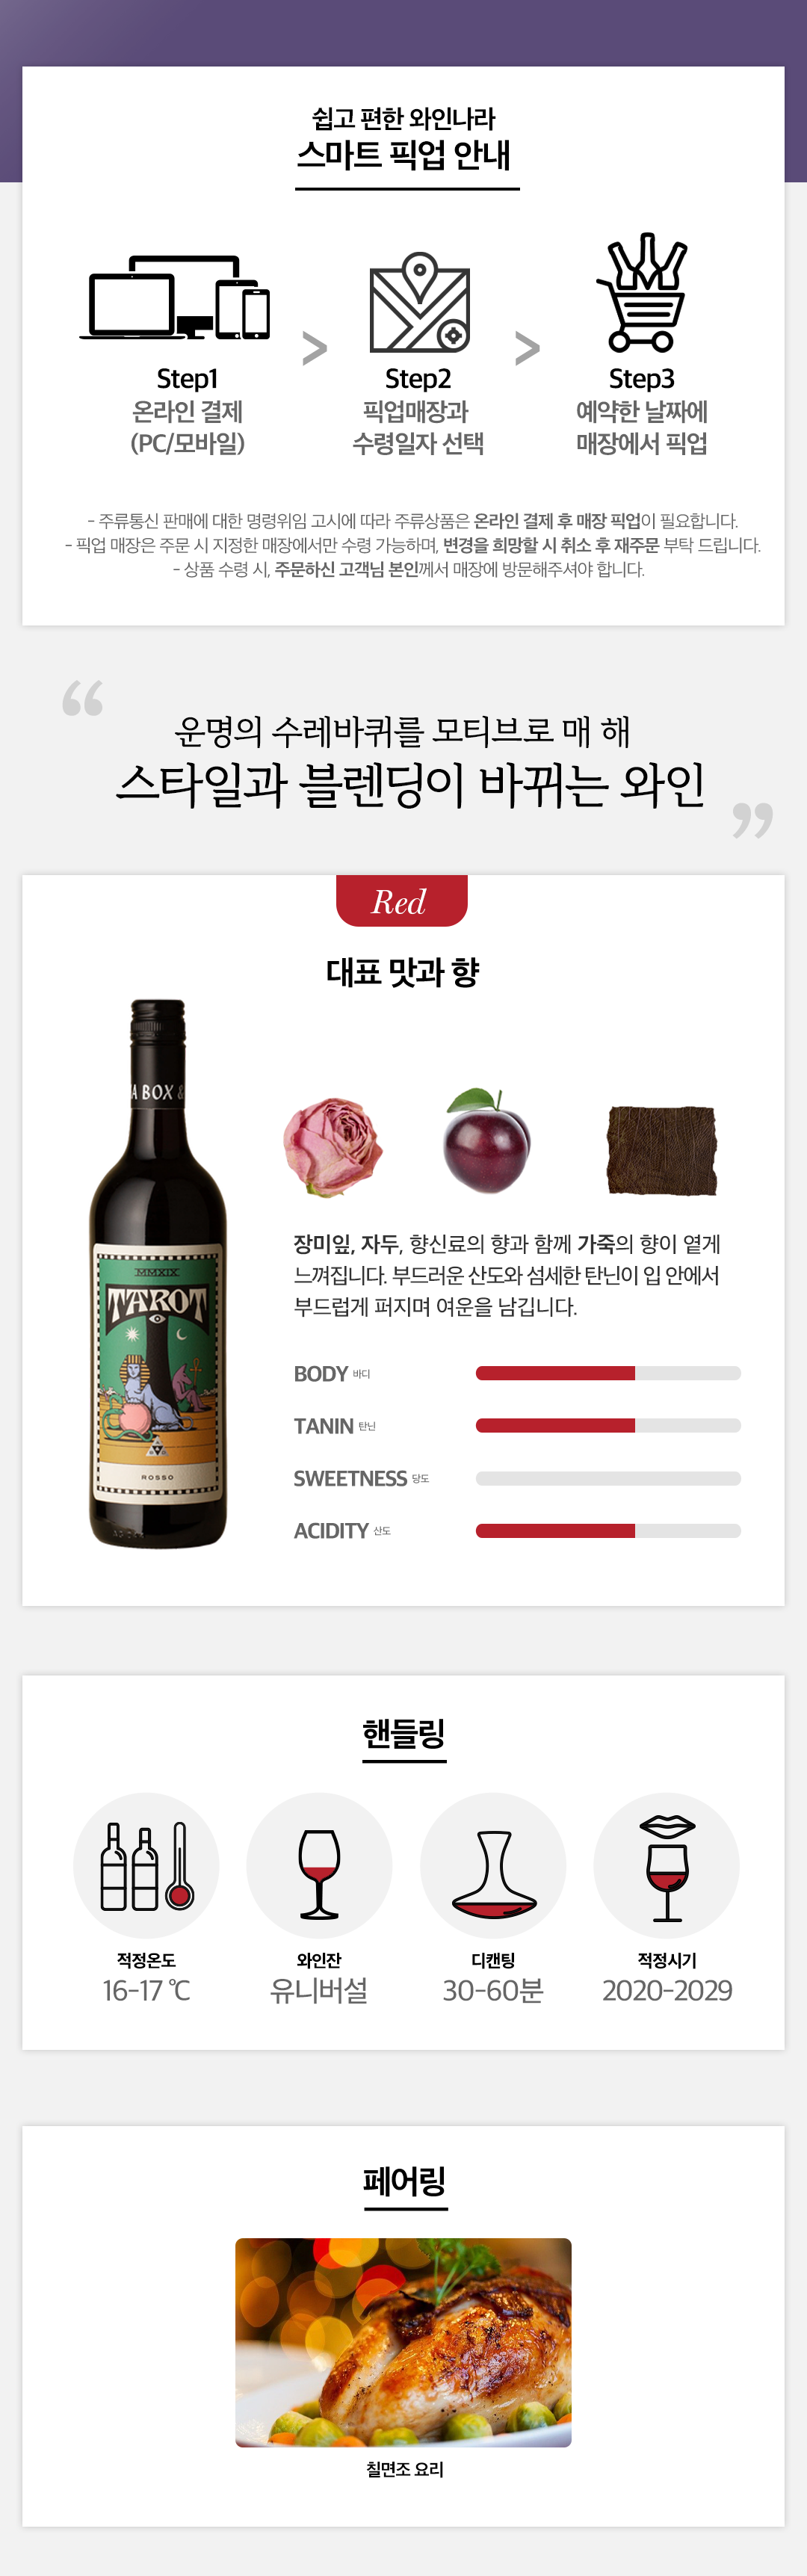 쉽고 편한 와인나라
스마트 픽업 안내
>
>
Step1
온라인 결제
(PC/모바일)
Step2
픽업매장과
수령일자 선택
Step3
예약한 날짜에
매장에서 픽업
- 주류통신 판매에 대한 명령위임 고시에 따라 주류상품은 온라인 결제 후 매장 픽업이 필요합니다.
- 픽업 매장은 주문 시 지정한 매장에서만 수령 가능하며, 변경을 희망할 시 취소 후 재주문 부탁 드립니다.
- 상품 수령 시, 주문하신 고객님 본인께서 매장에 방문해주셔야 합니다.
“
운명의 수레바퀴를 모티브로 매 해
스타일과 블렌딩이 바뀌는 와인
”
Red
대표 맛과 향
A BOX &
MMXIX
TAROT
ROSSO
장미잎, 자두, 향신료의 향과 함께 가죽의 향이 옅게
느껴집니다. 부드러운 산도와 섬세한 탄닌이 입 안에서
부드럽게 퍼지며 여운을 남깁니다.
BODY 바디
TANIN 탄닌
SWEETNESS 당도
ACIDITY 산도
핸들링
적정온도
16-17 ℃
와인잔
유니버설
디캔팅
30-60분
적정시기
2020-2029
페어링
칠면조 요리